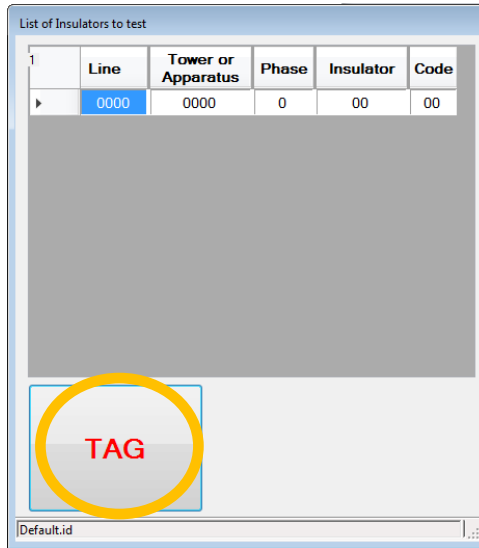 List of Insulators to test
1 Line Tower or Apparatus Phase Insulator Code
0000 0000 0 00 00
TAG
Default.id